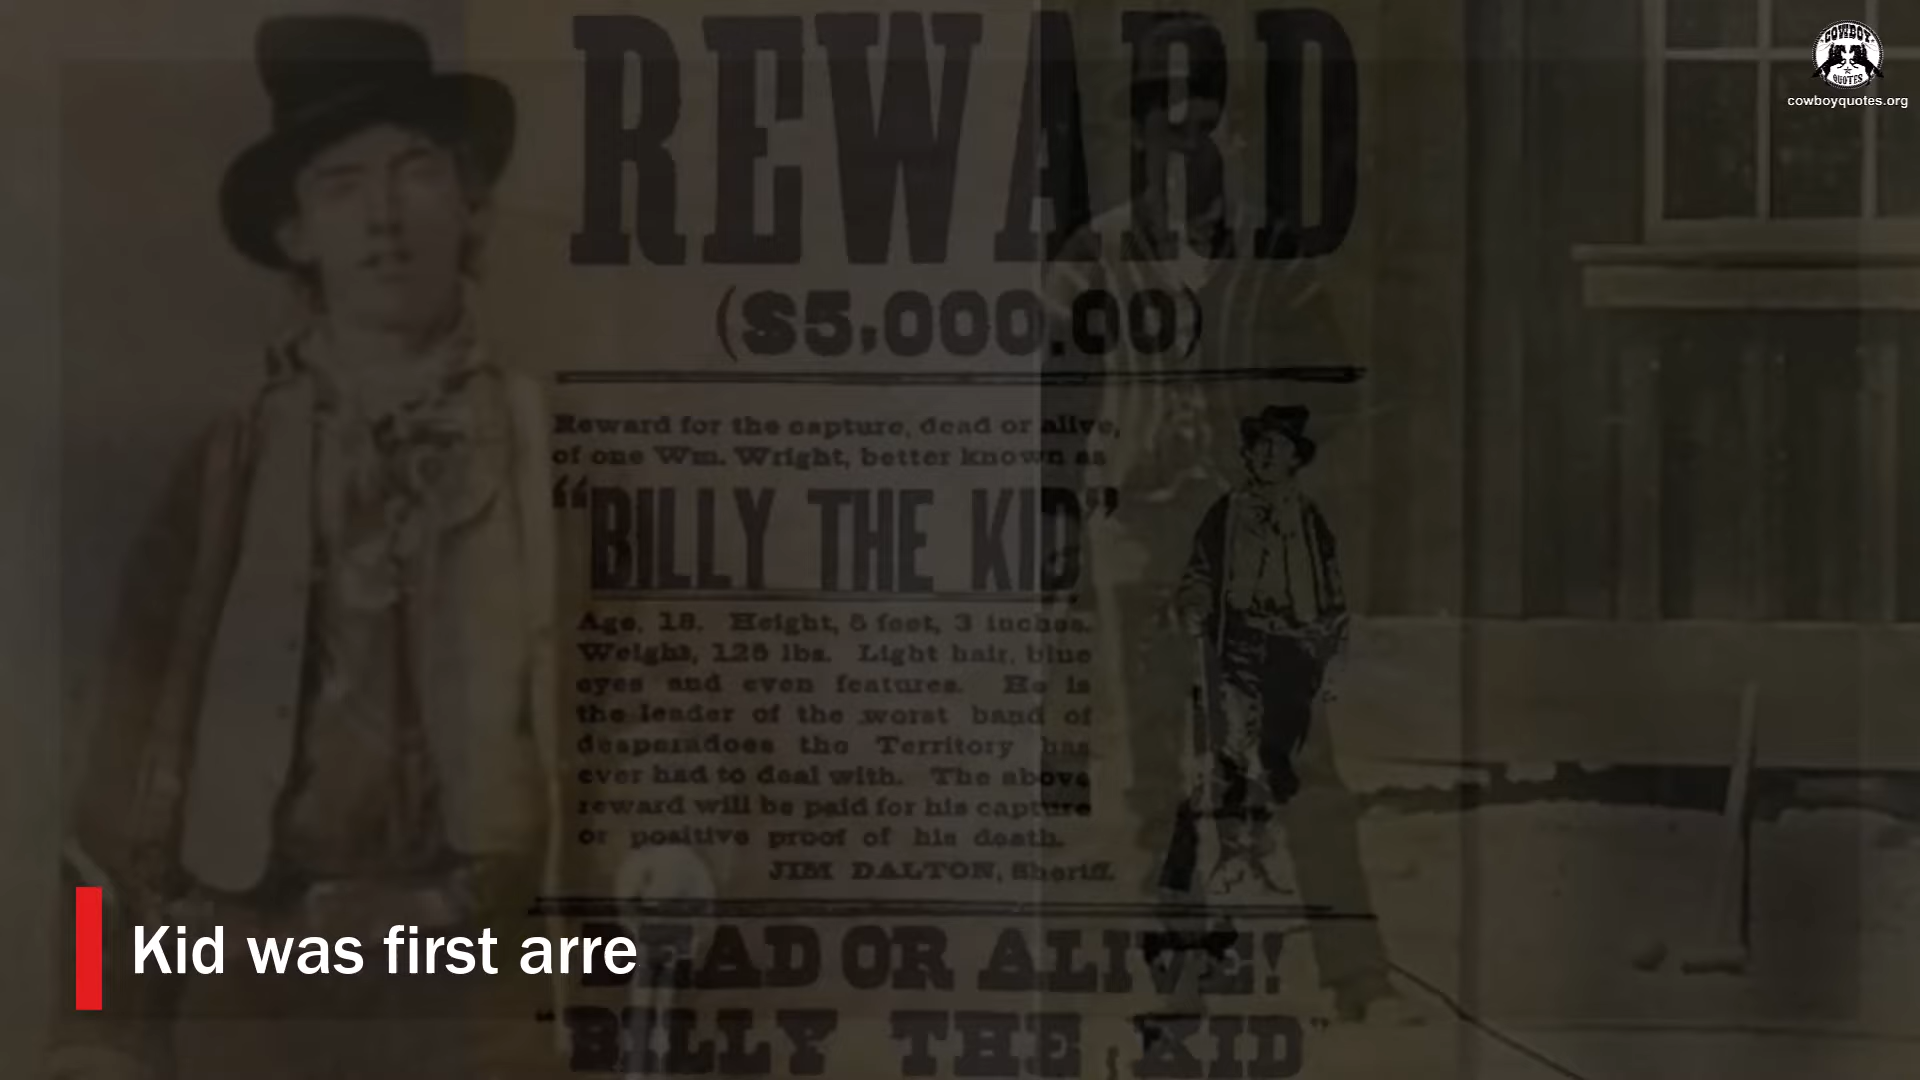 REWARD
COWBOY
QUOTES
cowboyquotes.org
($5,000.00)
Reward for the capture, dead or alive,
of one Wm. Wright, better known as
"BILLY THE KID"
Age, 18. Height, 5 feet, 3 inches.
Weight, 125 lbs. Light hair, blue
eyes and even features. He is
the leader of the worst band of
desperadoes the Territory has
ever had to deal with. The above
reward will be paid for his capture
or positive proof of his death.
JIM DALTON, Sheriff.
DEAD OR ALIVE!
"BILLY THE KID"
Kid was first arre